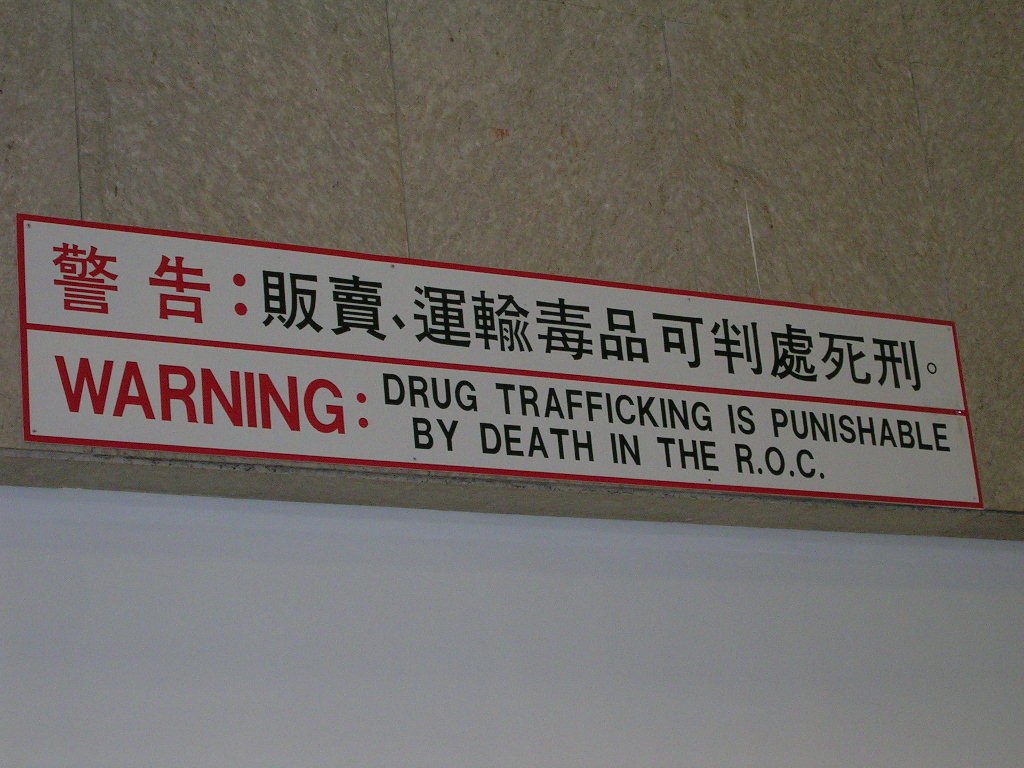 警告：販賣、運輸毒品可判處死刑。
WARNING: DRUG TRAFFICKING IS PUNISHABLE
BY DEATH IN THE R.O.C.